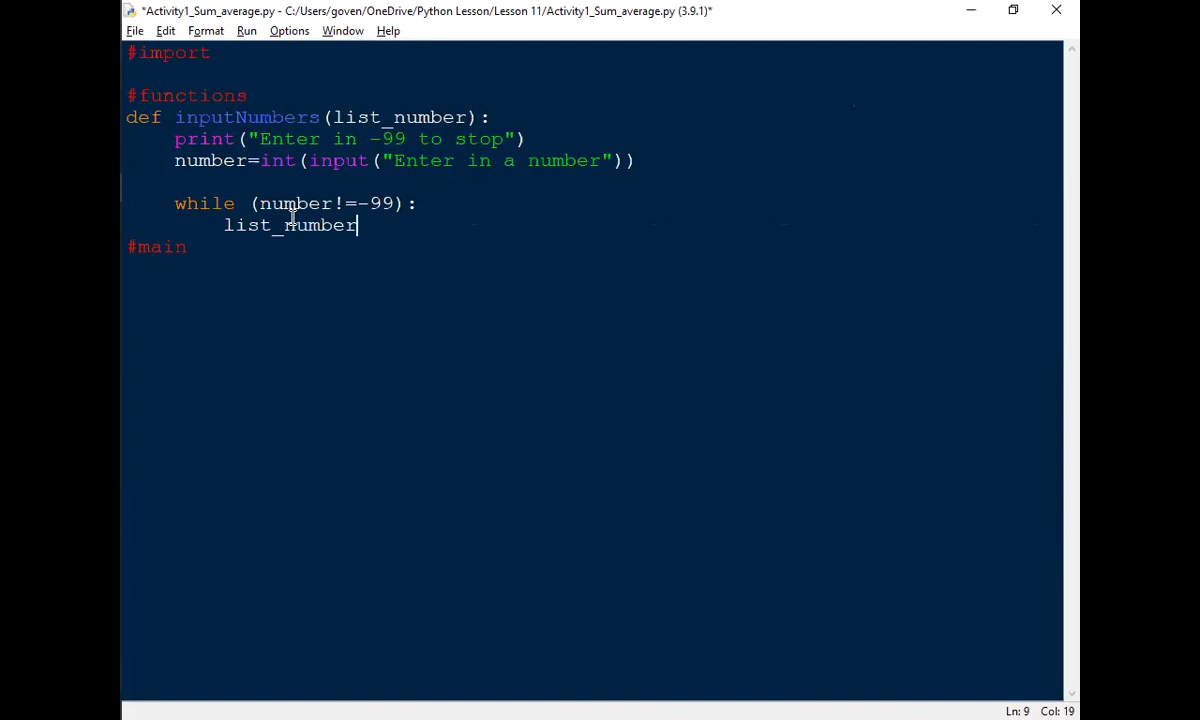 *Activity1_Sum_average.py - C:/Users/goven/OneDrive/Python Lesson/Lesson 11/Activity1_Sum_average.py (3.9.1)*
File Edit Format Run Options Window Help
#import
#functions
def inputNumbers(list_number):
    print("Enter in -99 to stop")
    number=int(input("Enter in a number"))
    while (number!=-99):
        list_number
#main
Ln: 9 Col: 19